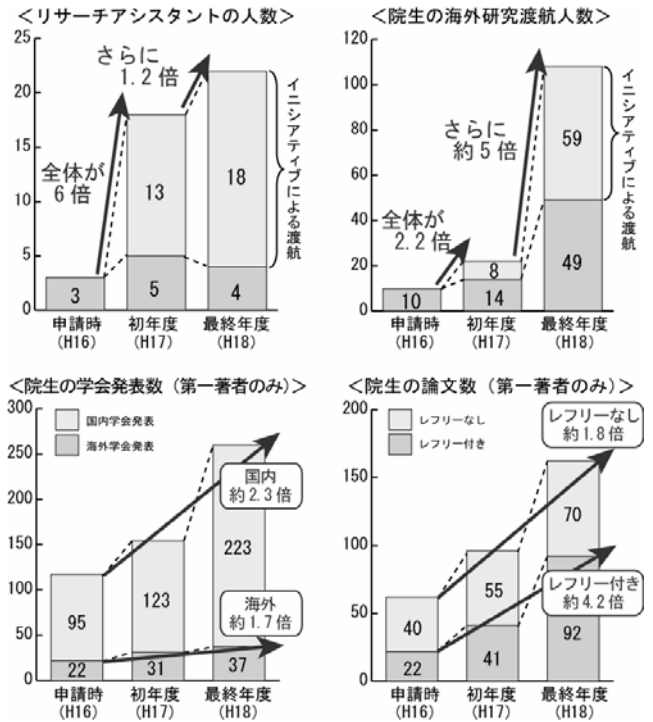 ＜リサーチアシスタントの人数＞
25
20
15
10
5
0
さらに
1.2倍
全体が
6倍
13
18
3
5
4
イニシアティブによる渡航
申請時
(H16)
初年度
(H17)
最終年度
(H18)
＜院生の海外研究渡航人数＞
120
100
80
60
40
20
0
さらに
約5倍
全体が
2.2倍
59
8
10
14
49
イニシアティブによる渡航
申請時
(H16)
初年度
(H17)
最終年度
(H18)
＜院生の学会発表数（第一著者のみ）＞
300
250
200
150
100
50
0
国内学会発表
海外学会発表
国内
約2.3倍
海外
約1.7倍
95
123
223
22
31
37
申請時
(H16)
初年度
(H17)
最終年度
(H18)
＜院生の論文数（第一著者のみ）＞
200
150
100
50
0
レフリーなし
レフリー付き
レフリーなし
約1.8倍
レフリー付き
約4.2倍
40
55
70
22
41
92
申請時
(H16)
初年度
(H17)
最終年度
(H18)